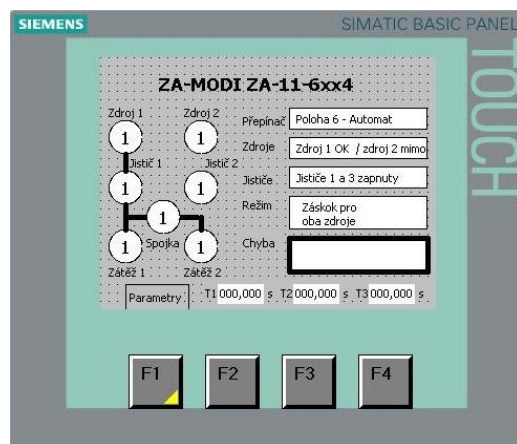 SIEMENS
SIMATIC BASIC PANEL
TOUCH
ZA-MODI ZA-11-6xx4
Zdroj 1
Zdroj 2
1
1
Přepínač
Poloha 6 - Automat
Zdroje
Zdroj 1 OK / zdroj 2 mimo
Jistič 1
Jistič 2
1
1
Jističe
Jističe 1 a 3 zapnuty
Režim
Záskok pro
oba zdroje
1
1
Spojka
1
Chyba
Zátěž 1
Zátěž 2
Parametry
T1 000,000 s
T2 000,000 s
T3 000,000 s
F1
F2
F3
F4